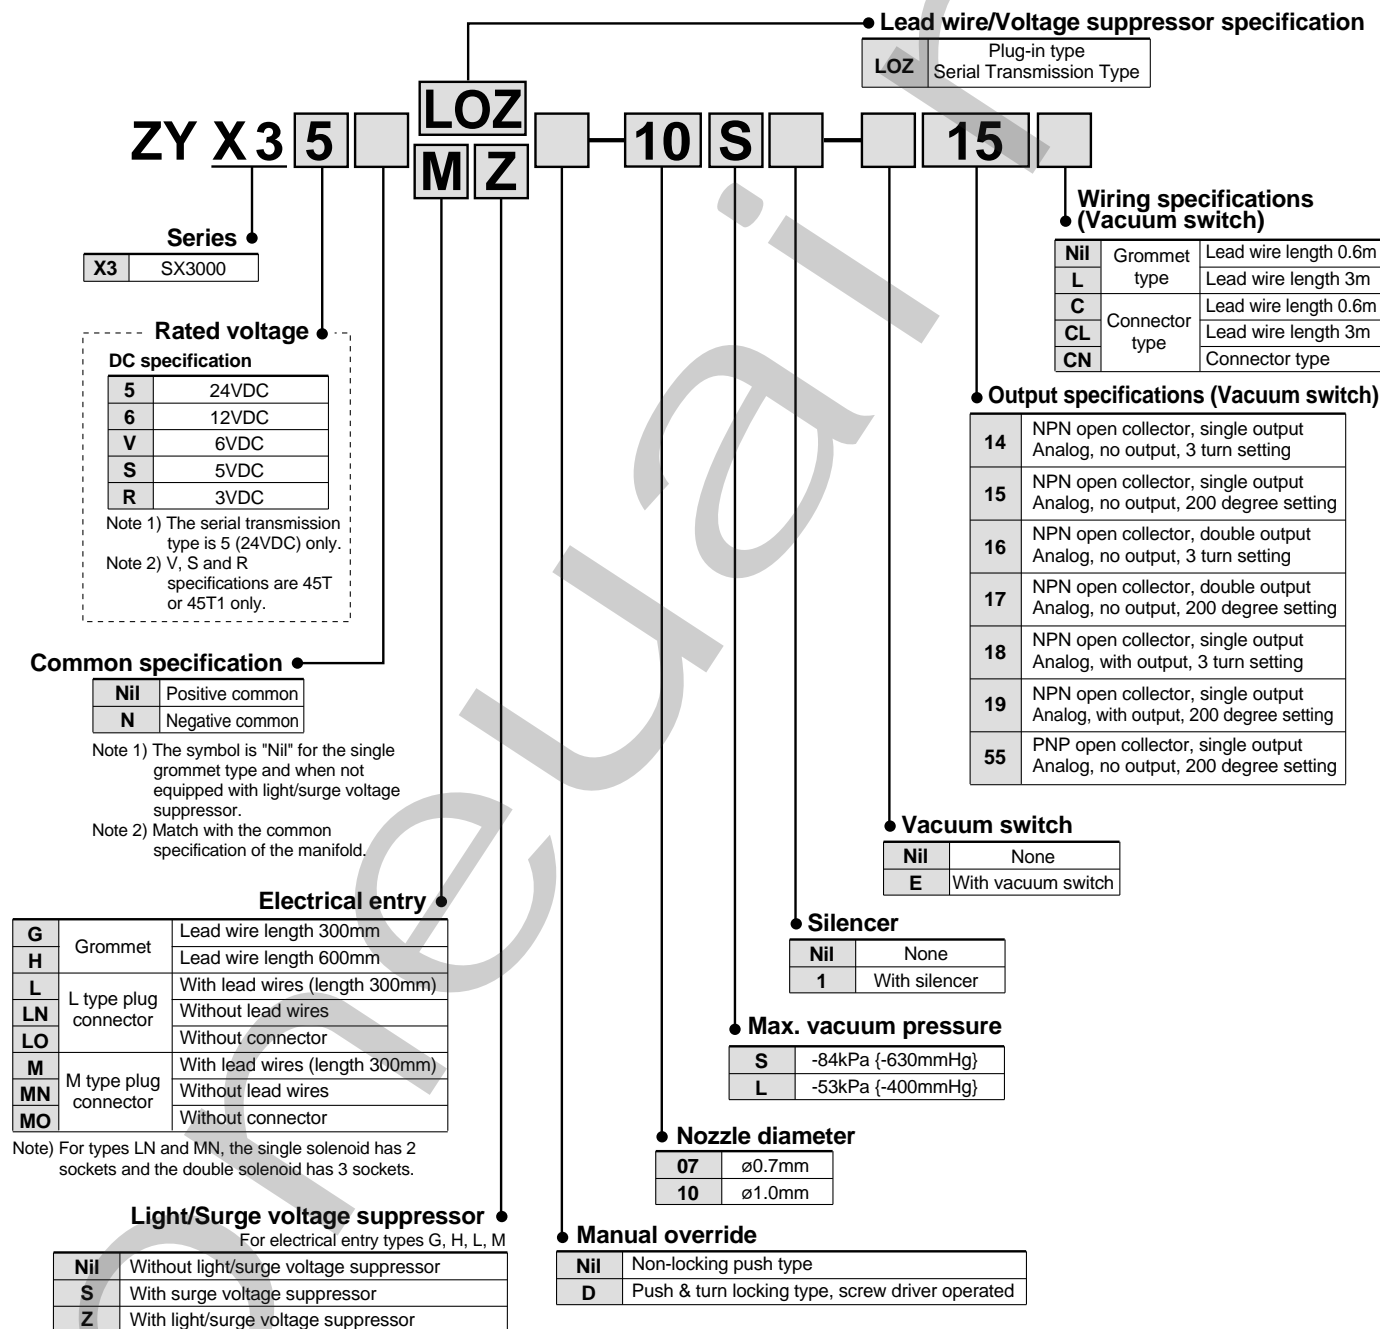 Lead wire/Voltage suppressor specification
LOZ Plug-in type
Serial Transmission Type
ZY X3 5 LOZ - 10 S - 15
M Z
Series
X3 SX3000
Rated voltage
DC specification
5 24VDC
6 12VDC
V 6VDC
S 5VDC
R 3VDC
Note 1) The serial transmission
type is 5 (24VDC) only.
Note 2) V, S and R
specifications are 45T
or 45T1 only.
Common specification
Nil Positive common
N Negative common
Note 1) The symbol is "Nil" for the single
grommet type and when not
equipped with light/surge voltage
suppressor.
Note 2) Match with the common
specification of the manifold.
Electrical entry
G Grommet Lead wire length 300mm
H Lead wire length 600mm
L L type plug connector With lead wires (length 300mm)
LN Without lead wires
LO Without connector
M M type plug connector With lead wires (length 300mm)
MN Without lead wires
MO Without connector
Note) For types LN and MN, the single solenoid has 2
sockets and the double solenoid has 3 sockets.
Light/Surge voltage suppressor
For electrical entry types G, H, L, M
Nil Without light/surge voltage suppressor
S With surge voltage suppressor
Z With light/surge voltage suppressor
Manual override
Nil Non-locking push type
D Push & turn locking type, screw driver operated
Nozzle diameter
07 ø0.7mm
10 ø1.0mm
Max. vacuum pressure
S -84kPa {-630mmHg}
L -53kPa {-400mmHg}
Silencer
Nil None
1 With silencer
Vacuum switch
Nil None
E With vacuum switch
Output specifications (Vacuum switch)
14 NPN open collector, single output
Analog, no output, 3 turn setting
15 NPN open collector, single output
Analog, no output, 200 degree setting
16 NPN open collector, double output
Analog, no output, 3 turn setting
17 NPN open collector, double output
Analog, no output, 200 degree setting
18 NPN open collector, single output
Analog, with output, 3 turn setting
19 NPN open collector, single output
Analog, with output, 200 degree setting
55 PNP open collector, single output
Analog, no output, 200 degree setting
Wiring specifications
(Vacuum switch)
Nil Grommet type Lead wire length 0.6m
L Lead wire length 3m
C Connector type Lead wire length 0.6m
CL Lead wire length 3m
CN Connector type